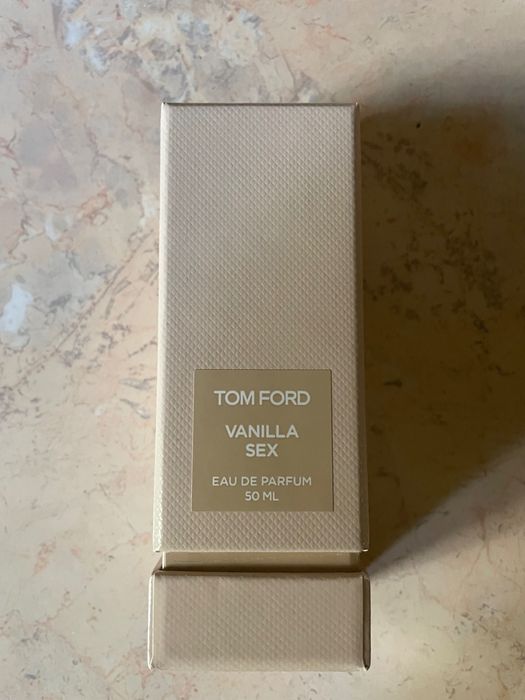 TOM FORD
VANILLA
SEX
EAU DE PARFUM
50 ML